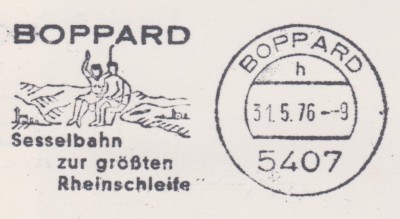 BOPPARD
Sesselbahn
zur größten
Rheinschleife
BOPPARD
h
31.5.76--9
5407